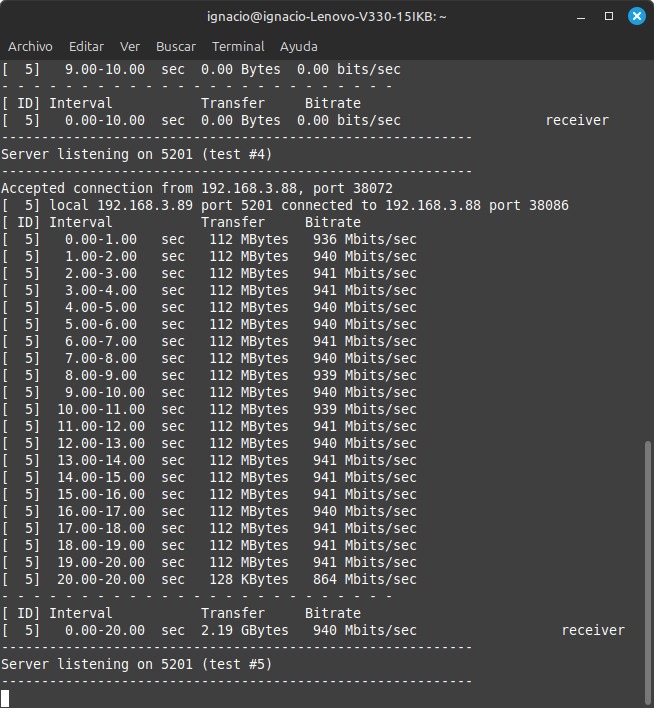 ignacio@ignacio-Lenovo-V330-15IKB: ~
Archivo Editar Ver Buscar Terminal Ayuda
[  5]   9.00-10.00  sec  0.00 Bytes  0.00 bits/sec
- - - - - - - - - - - - - - - - - - - - - - - - -
[ ID] Interval           Transfer     Bitrate
[  5]   0.00-10.00  sec  0.00 Bytes  0.00 bits/sec                  receiver
-----------------------------------------------------------
Server listening on 5201 (test #4)
-----------------------------------------------------------
Accepted connection from 192.168.3.88, port 38072
[  5] local 192.168.3.89 port 5201 connected to 192.168.3.88 port 38086
[ ID] Interval           Transfer     Bitrate
[  5]   0.00-1.00   sec   112 MBytes   936 Mbits/sec
[  5]   1.00-2.00   sec   112 MBytes   940 Mbits/sec
[  5]   2.00-3.00   sec   112 MBytes   941 Mbits/sec
[  5]   3.00-4.00   sec   112 MBytes   941 Mbits/sec
[  5]   4.00-5.00   sec   112 MBytes   940 Mbits/sec
[  5]   5.00-6.00   sec   112 MBytes   940 Mbits/sec
[  5]   6.00-7.00   sec   112 MBytes   941 Mbits/sec
[  5]   7.00-8.00   sec   112 MBytes   940 Mbits/sec
[  5]   8.00-9.00   sec   112 MBytes   939 Mbits/sec
[  5]   9.00-10.00  sec   112 MBytes   940 Mbits/sec
[  5]  10.00-11.00  sec   112 MBytes   939 Mbits/sec
[  5]  11.00-12.00  sec   112 MBytes   941 Mbits/sec
[  5]  12.00-13.00  sec   112 MBytes   940 Mbits/sec
[  5]  13.00-14.00  sec   112 MBytes   941 Mbits/sec
[  5]  14.00-15.00  sec   112 MBytes   941 Mbits/sec
[  5]  15.00-16.00  sec   112 MBytes   941 Mbits/sec
[  5]  16.00-17.00  sec   112 MBytes   940 Mbits/sec
[  5]  17.00-18.00  sec   112 MBytes   941 Mbits/sec
[  5]  18.00-19.00  sec   112 MBytes   941 Mbits/sec
[  5]  19.00-20.00  sec   112 MBytes   941 Mbits/sec
[  5]  20.00-20.00  sec   128 KBytes   864 Mbits/sec
- - - - - - - - - - - - - - - - - - - - - - - - -
[ ID] Interval           Transfer     Bitrate
[  5]   0.00-20.00  sec  2.19 GBytes   940 Mbits/sec                  receiver
-----------------------------------------------------------
Server listening on 5201 (test #5)
-----------------------------------------------------------